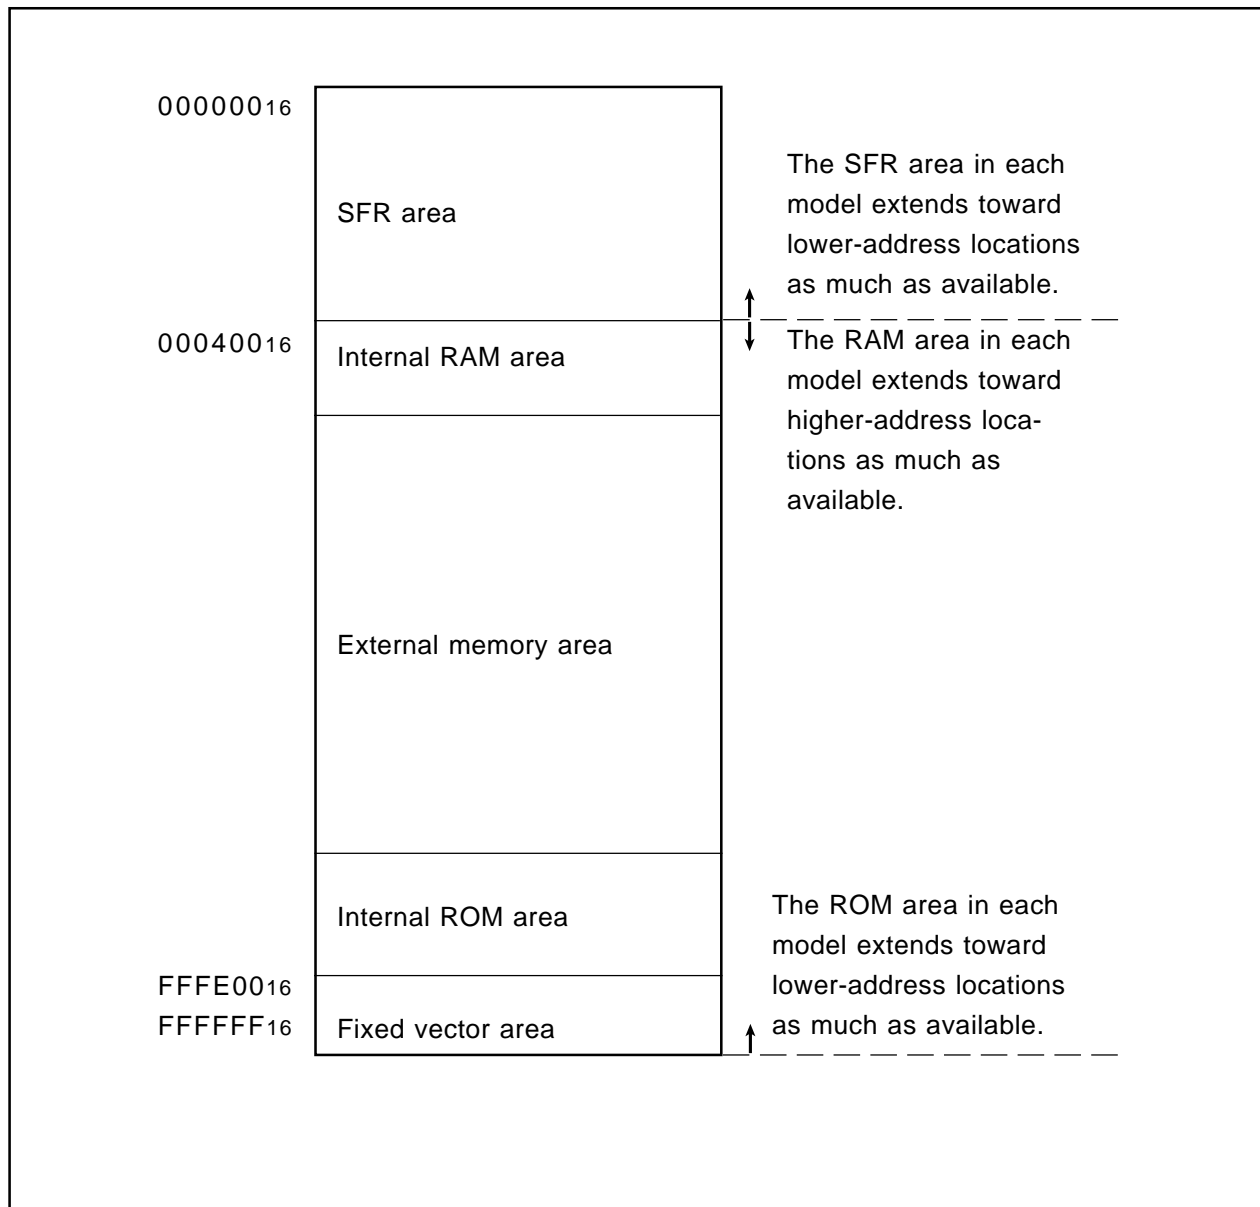 00000016
SFR area
The SFR area in each
model extends toward
lower-address locations
as much as available.
00040016
Internal RAM area
The RAM area in each
model extends toward
higher-address loca-
tions as much as
available.
External memory area
Internal ROM area
The ROM area in each
model extends toward
lower-address locations
as much as available.
FFFE0016
FFFFFF16
Fixed vector area